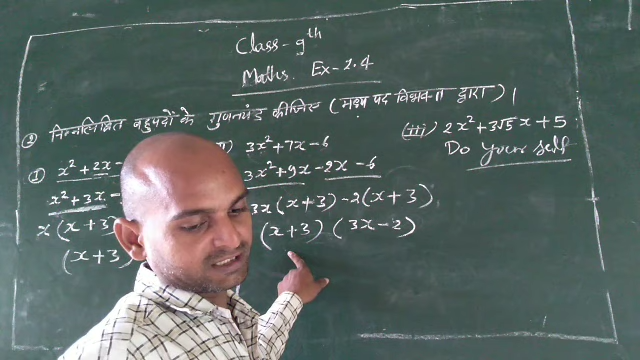 Class-9th
Maths. Ex-2.4
② निम्नलिखित बहुपदों के गुणनखंड कीजिए (मध्य पद विभक्त द्वारा)।
① x² + 2x -
x² + 3x -
x(x+3)
(x+3)
) 3x² + 7x - 6
3x² + 9x - 2x - 6
3x(x+3) - 2(x+3)
(x+3) (3x-2)
(iii) 2x² + 3√5 x + 5
Do your self